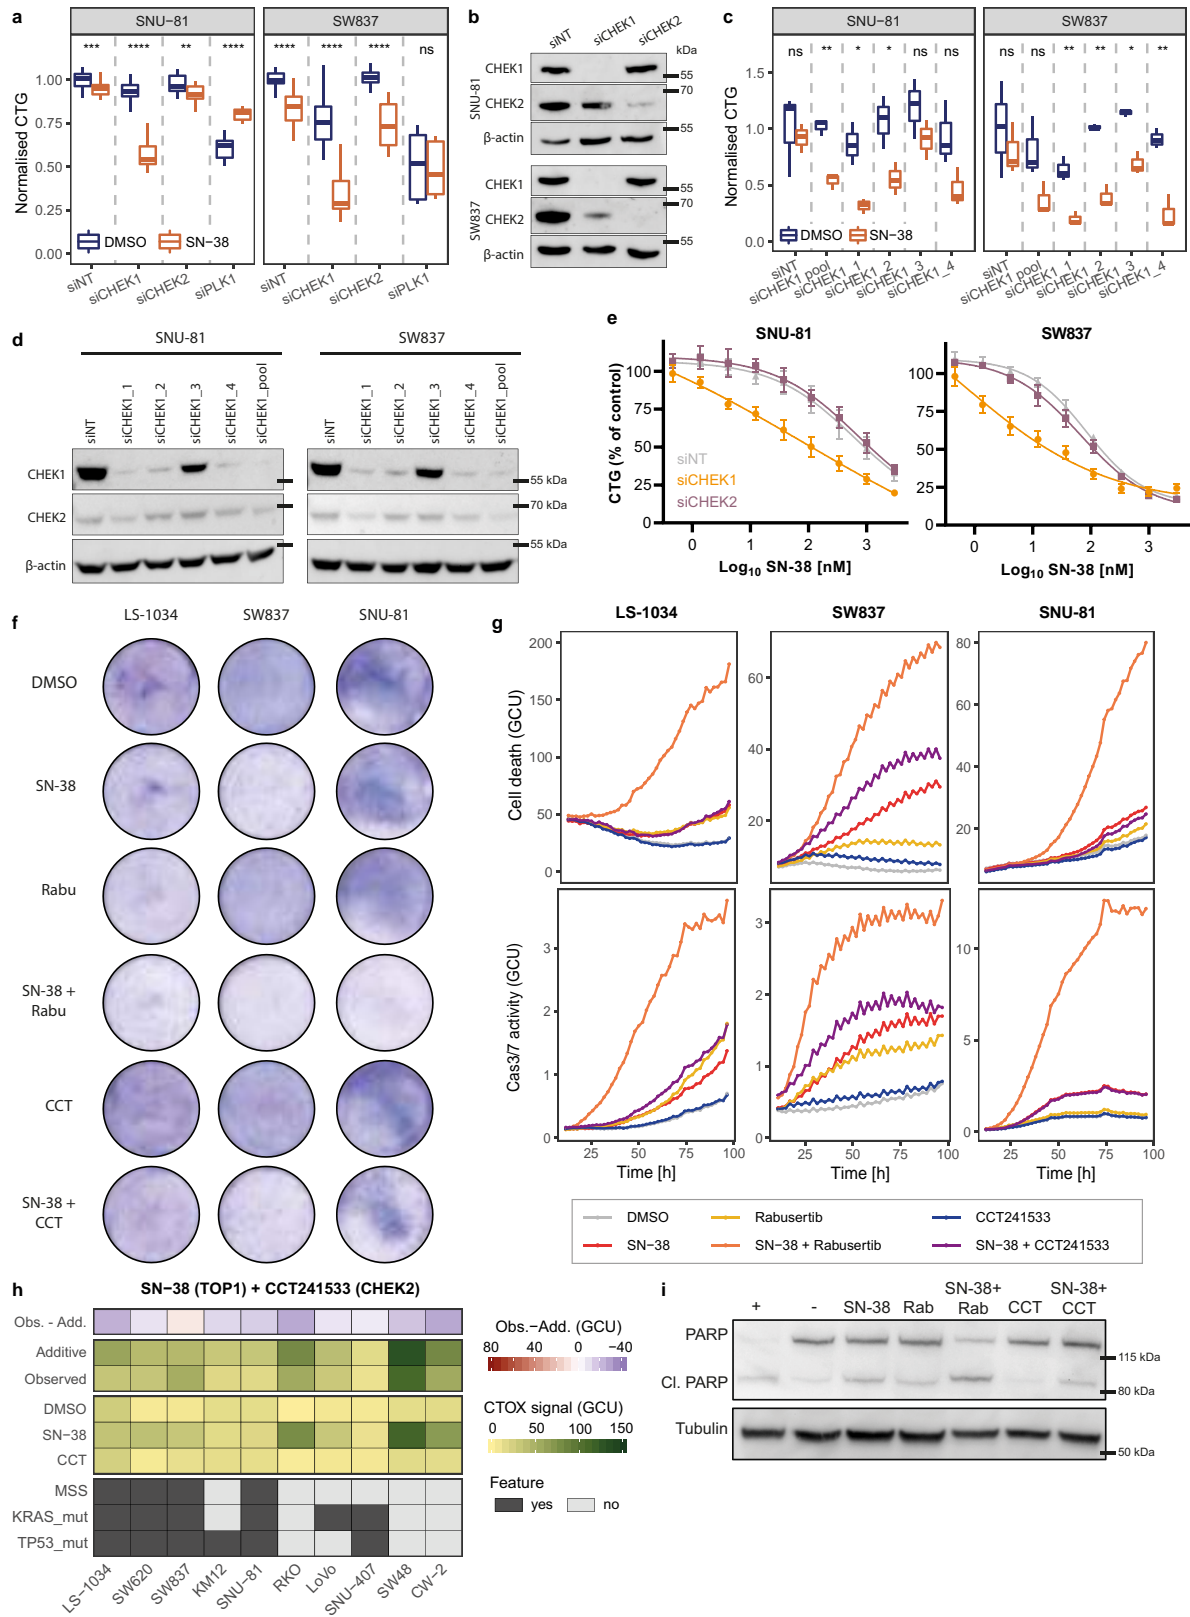 a
SNU−81
SW837
*** **** ** ****
**** **** **** ns
Normalised CTG
1.00
0.75
0.50
0.25
0.00
DMSO SN−38
siNT siCHEK1 siCHEK2 siPLK1
siNT siCHEK1 siCHEK2 siPLK1
b
siNT siCHEK1 siCHEK2
kDa
SNU-81
CHEK1
55
70
CHEK2
β-actin
55
SW837
CHEK1
55
70
CHEK2
55
β-actin
c
SNU−81
SW837
ns ** * * ns ns
ns ns ** ** * **
Normalised CTG
1.5
1.0
0.5
0.0
DMSO SN−38
siNT siCHEK1 pool siCHEK1_1 siCHEK1_2 siCHEK1_3 siCHEK1_4
siNT siCHEK1 pool siCHEK1_1 siCHEK1_2 siCHEK1_3 siCHEK1_4
d
SNU-81
SW837
siNT siCHEK1_1 siCHEK1_2 siCHEK1_3 siCHEK1_4 siCHEK1_pool
siNT siCHEK1_1 siCHEK1_2 siCHEK1_3 siCHEK1_4 siCHEK1_pool
CHEK1
55 kDa
70 kDa
CHEK2
55 kDa
β-actin
e
SNU-81
SW837
CTG (% of control)
100
75
50
25
0
siNT
siCHEK1
siCHEK2
0 1 2 3
Log10 SN-38 [nM]
100
75
50
25
0
0 1 2 3
Log10 SN-38 [nM]
f
LS-1034 SW837 SNU-81
DMSO
SN-38
Rabu
SN-38 +
Rabu
CCT
SN-38 +
CCT
g
LS-1034
SW837
SNU-81
Cell death (GCU)
200
150
100
50
0
60
40
20
80
60
40
20
Cas3/7 activity (GCU)
3
2
1
0
3
2
1
0
10
5
0
25 50 75 100
25 50 75 100
25 50 75 100
Time [h]
Time [h]
Time [h]
DMSO Rabusertib CCT241533
SN-38 SN-38 + Rabusertib SN-38 + CCT241533
h
SN−38 (TOP1) + CCT241533 (CHEK2)
Obs. - Add.
Additive
Observed
DMSO
SN-38
CCT
MSS
KRAS_mut
TP53_mut
LS−1034 SW620 SW837 KM12 SNU−81 RKO LoVo SNU−407 SW48 CW−2
Obs.−Add. (GCU)
80 40 0 −40
CTOX signal (GCU)
0 50 100 150
Feature
yes no
i
+ - SN-38 Rab SN-38+ Rab CCT SN-38+ CCT
PARP
115 kDa
Cl. PARP
80 kDa
Tubulin
50 kDa